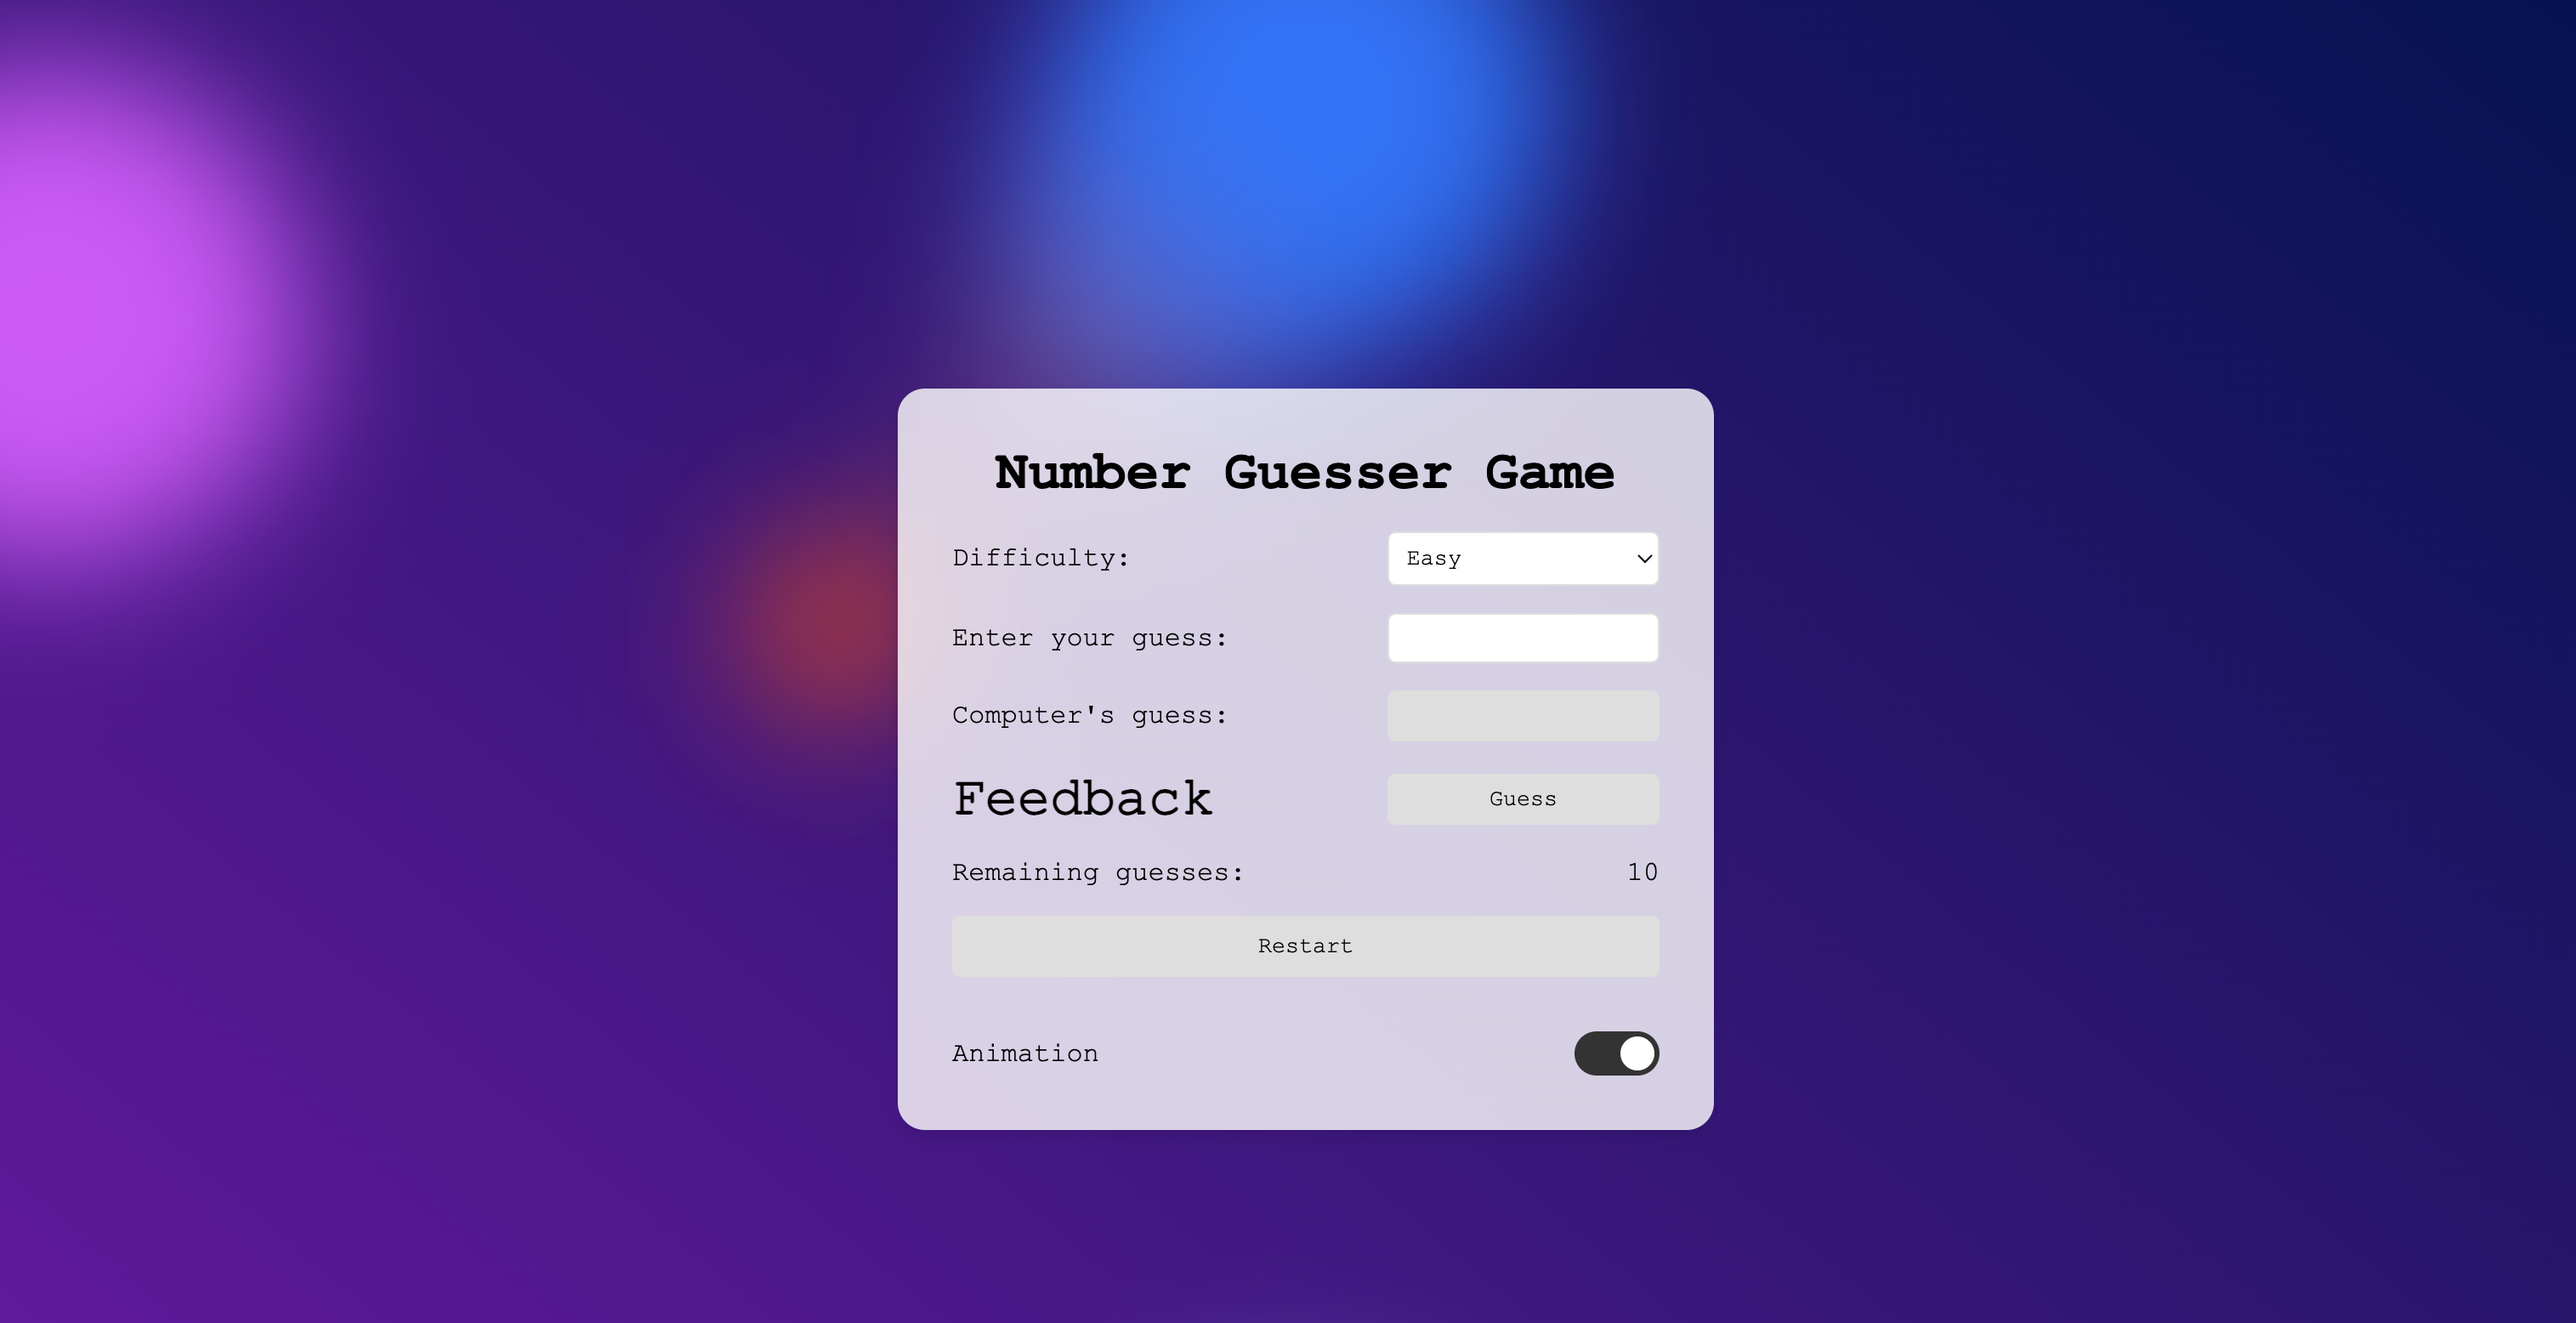 Number Guesser Game
Difficulty: Easy
Enter your guess:
Computer's guess:
Feedback Guess
Remaining guesses: 10
Restart
Animation